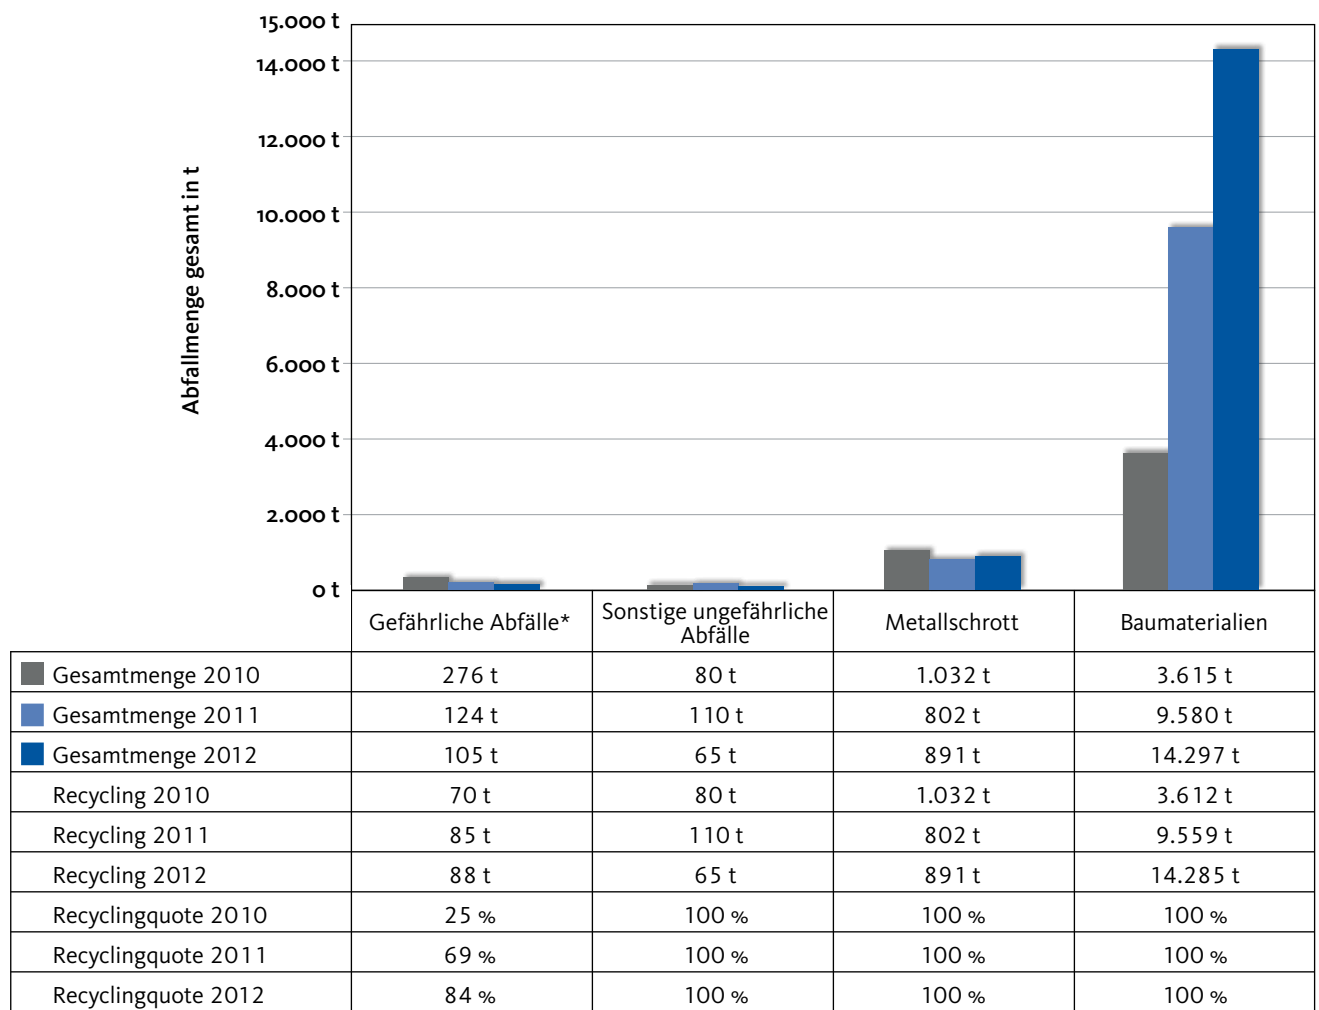 15.000 t
14.000 t
12.000 t
10.000 t
8.000 t
6.000 t
4.000 t
2.000 t
0 t
Abfallmenge gesamt in t
Gefährliche Abfälle* Sonstige ungefährliche Abfälle Metallschrott Baumaterialien
Gesamtmenge 2010 276 t 80 t 1.032 t 3.615 t
Gesamtmenge 2011 124 t 110 t 802 t 9.580 t
Gesamtmenge 2012 105 t 65 t 891 t 14.297 t
Recycling 2010 70 t 80 t 1.032 t 3.612 t
Recycling 2011 85 t 110 t 802 t 9.559 t
Recycling 2012 88 t 65 t 891 t 14.285 t
Recyclingquote 2010 25 % 100 % 100 % 100 %
Recyclingquote 2011 69 % 100 % 100 % 100 %
Recyclingquote 2012 84 % 100 % 100 % 100 %